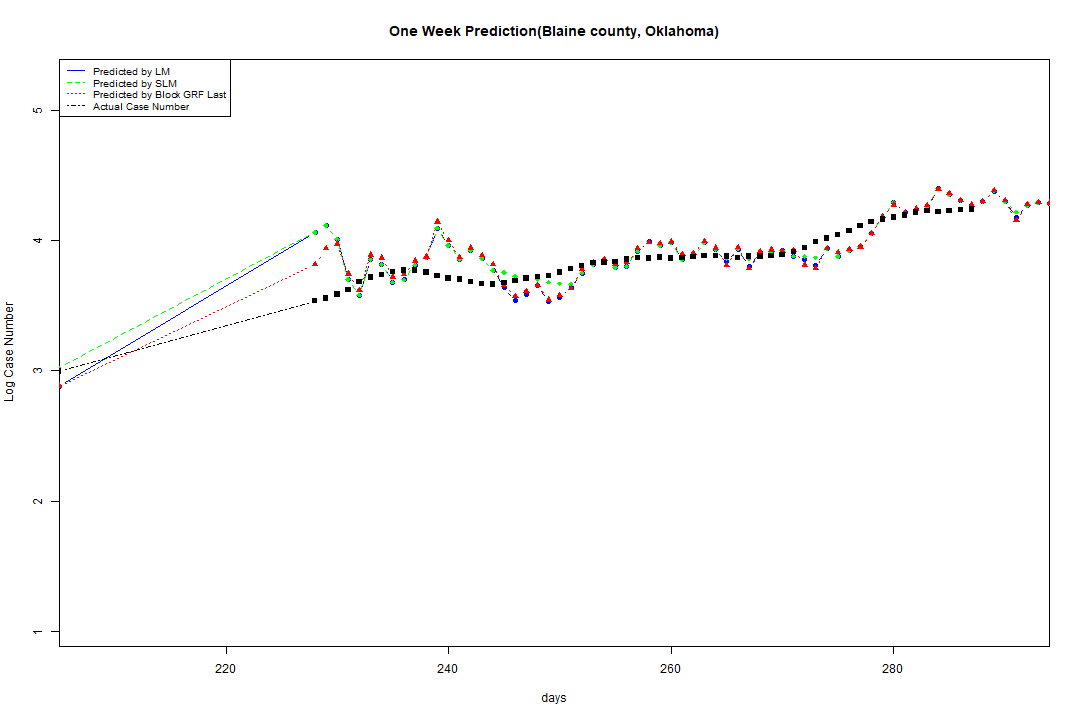 One Week Prediction(Blaine county, Oklahoma)
Predicted by LM
Predicted by SLM
Predicted by Block GRF Last
Actual Case Number
5
4
3
2
1
Log Case Number
220 240 260 280
days